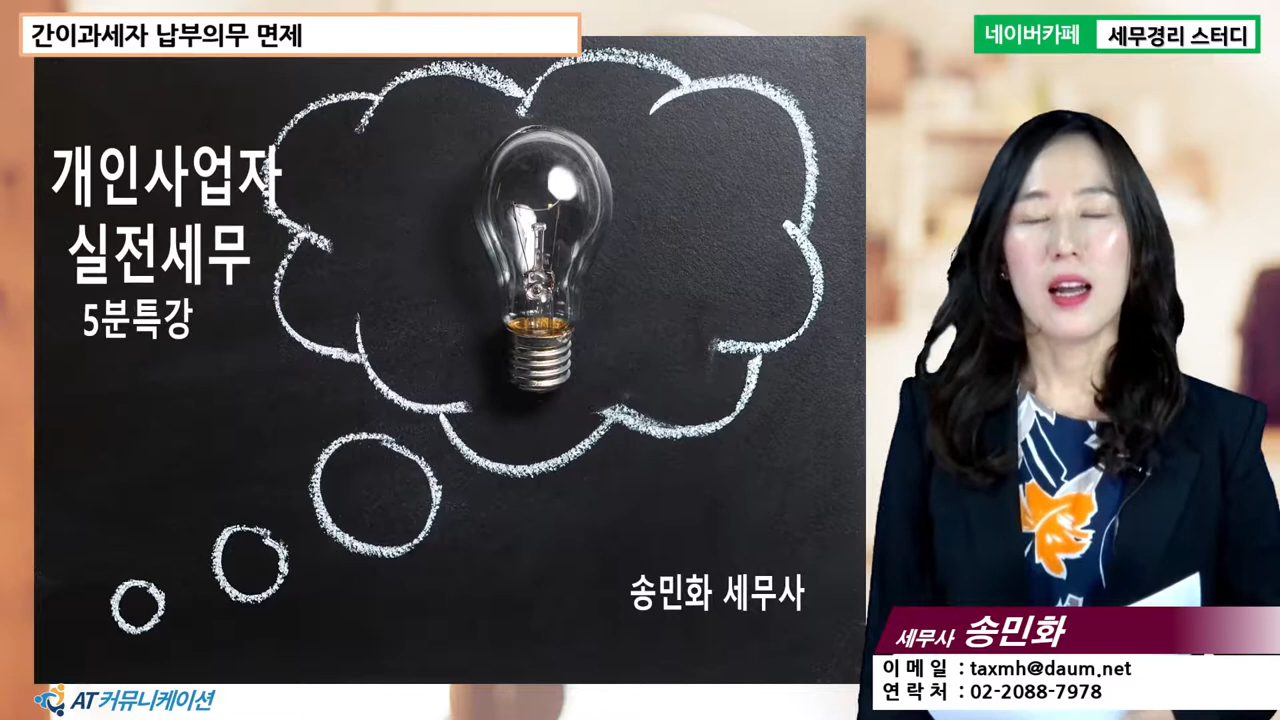 간이과세자 납부의무 면제
네이버카페 세무경리 스터디
개인사업자
실전세무
5분특강
송민화 세무사
세무사 송민화
이 메 일 : taxmh@daum.net
연 락 처 : 02-2088-7978
AT커뮤니케이션